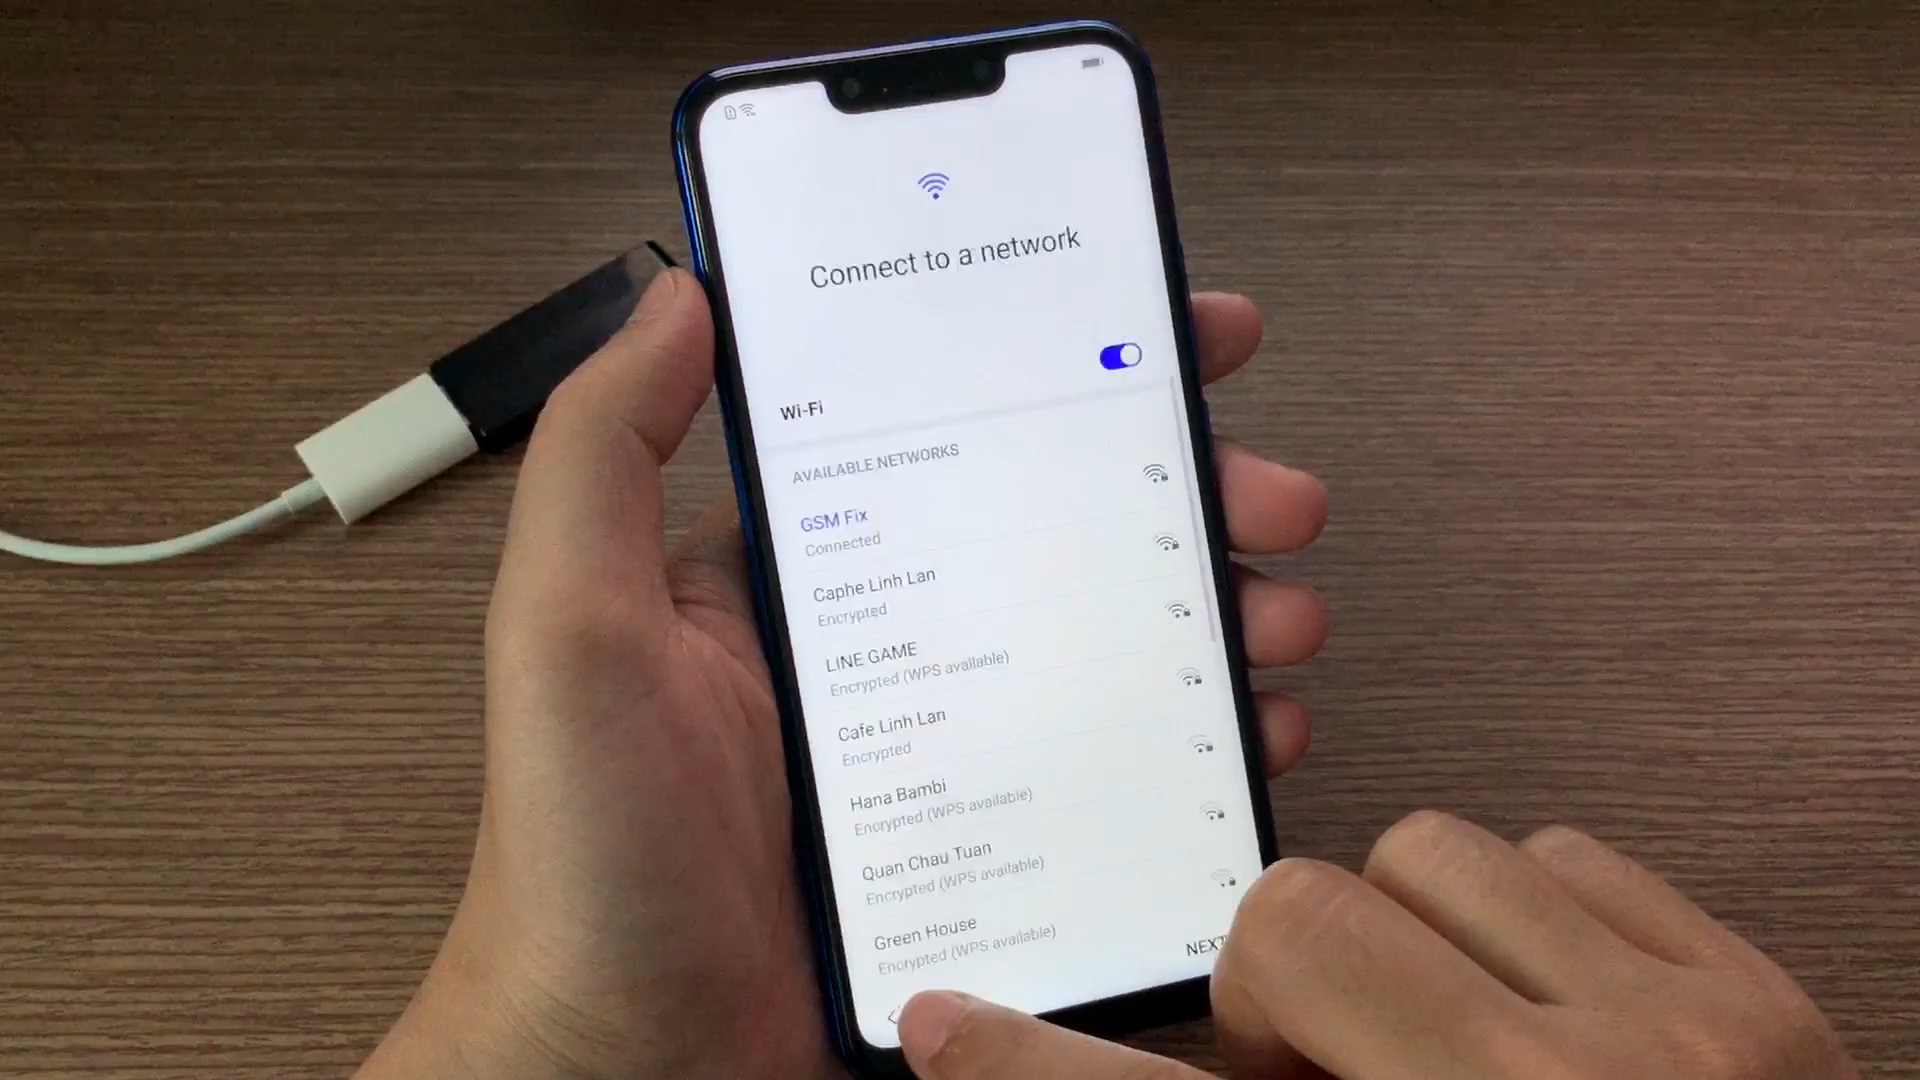 Connect to a network
Wi-Fi
AVAILABLE NETWORKS
GSM Fix
Connected
Caphe Linh Lan
Encrypted
LINE GAME
Encrypted (WPS available)
Cafe Linh Lan
Encrypted
Hana Bambi
Encrypted (WPS available)
Quan Chau Tuan
Encrypted (WPS available)
Green House
Encrypted (WPS available)
NEXT